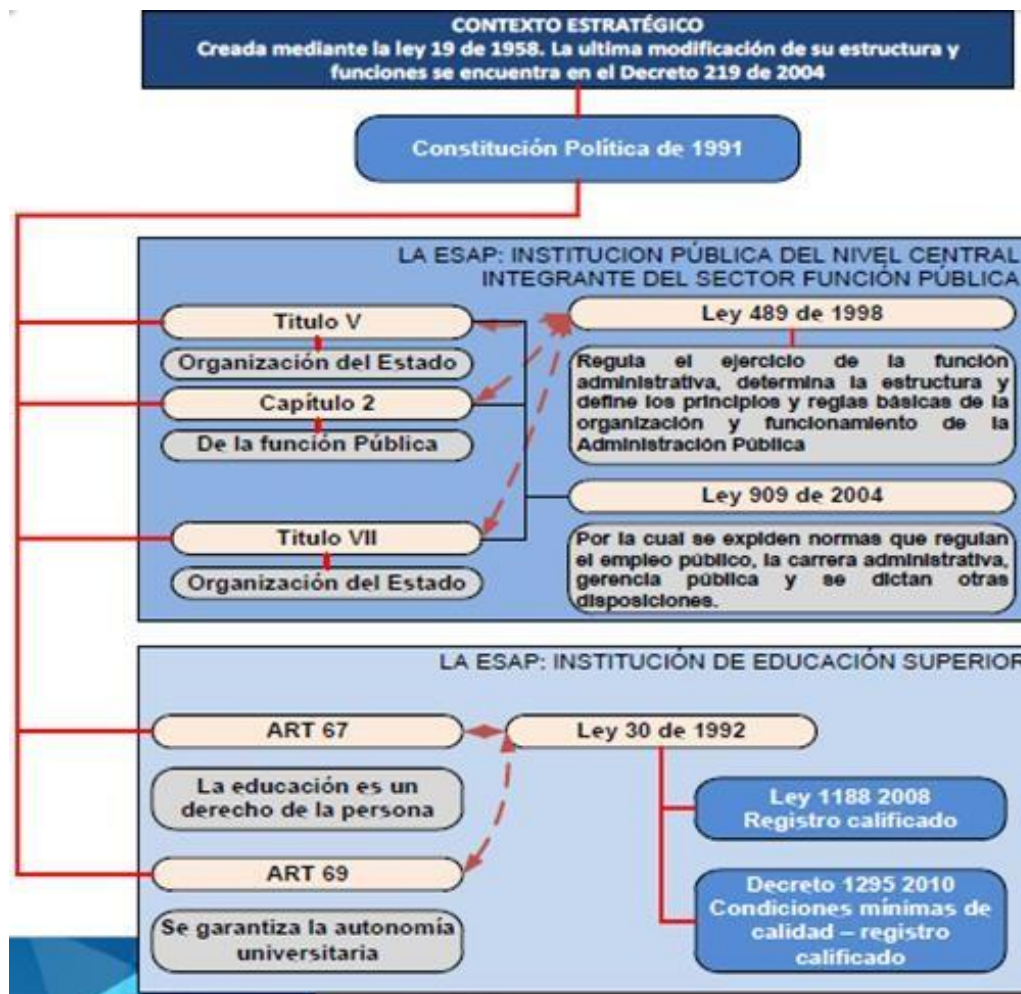 CONTEXTO ESTRATÉGICO
Creada mediante la ley 19 de 1958. La ultima modificación de su estructura y
funciones se encuentra en el Decreto 219 de 2004
Constitución Política de 1991
LA ESAP: INSTITUCION PÚBLICA DEL NIVEL CENTRAL
INTEGRANTE DEL SECTOR FUNCIÓN PÚBLICA
Titulo V
Organización del Estado
Capítulo 2
De la función Pública
Titulo VII
Organización del Estado
Ley 489 de 1998
Regula el ejercicio de la función
administrativa, determina la estructura y
define los principios y reglas básicas de la
organización y funcionamiento de la
Administración Pública
Ley 909 de 2004
Por la cual se expiden normas que regulan
el empleo público, la carrera administrativa,
gerencia pública y se dictan otras
disposiciones.
LA ESAP: INSTITUCIÓN DE EDUCACIÓN SUPERIOR
ART 67
La educación es un
derecho de la persona
ART 69
Se garantiza la autonomía
universitaria
Ley 30 de 1992
Ley 1188 2008
Registro calificado
Decreto 1295 2010
Condiciones mínimas de
calidad – registro
calificado